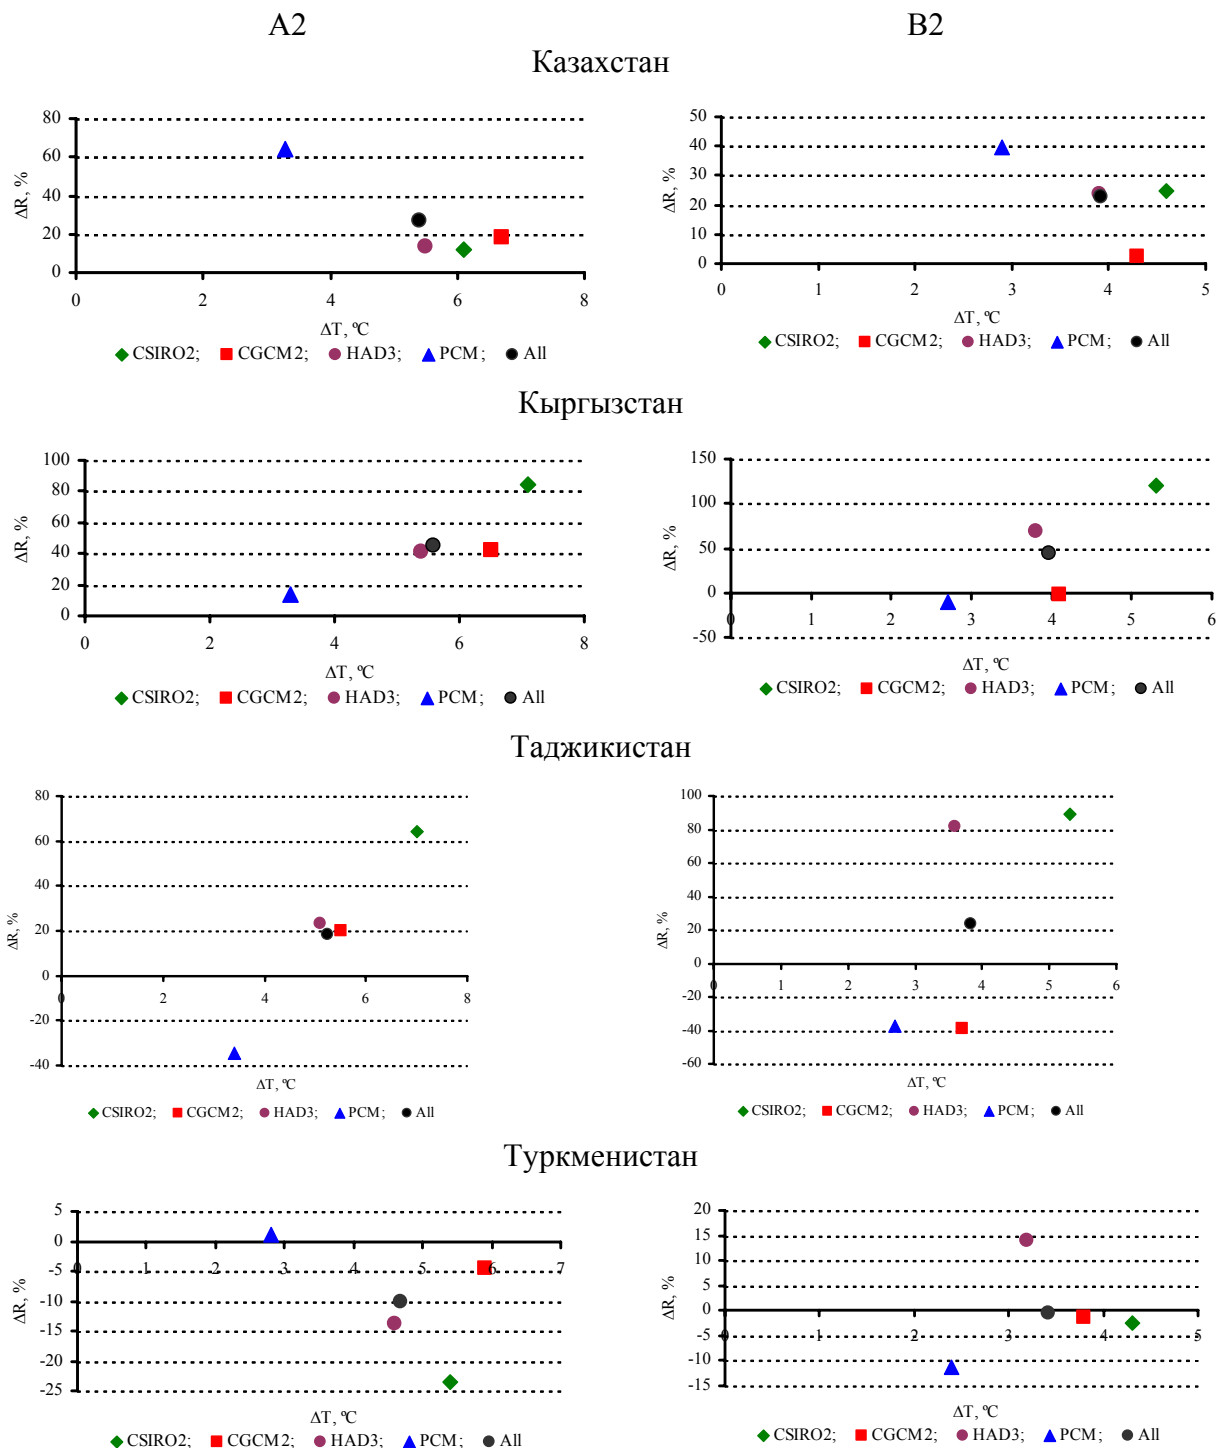 A2 B2
Казахстан
80
60
40
20
0
0 2 4 6 8
ΔR, %
ΔT, ºC
CSIRO2; CGCM2; HAD3; PCM; All
50
40
30
20
10
0
0 1 2 3 4 5
ΔR, %
ΔT, ºC
CSIRO2; CGCM2; HAD3; PCM; All
Кыргызстан
100
80
60
40
20
0
0 2 4 6 8
ΔR, %
ΔT, ºC
CSIRO2; CGCM2; HAD3; PCM; All
150
100
50
0
-50
0 1 2 3 4 5 6
ΔR, %
ΔT, ºC
CSIRO2; CGCM2; HAD3; PCM; All
Таджикистан
80
60
40
20
0
-20
-40
0 2 4 6 8
ΔR, %
ΔT, ºC
CSIRO2; CGCM2; HAD3; PCM; All
100
80
60
40
20
0
-20
-40
-60
0 1 2 3 4 5 6
ΔR, %
ΔT, ºC
CSIRO2; CGCM2; HAD3; PCM; All
Туркменистан
5
0
-5
-10
-15
-20
-25
0 1 2 3 4 5 6 7
ΔR, %
ΔT, ºC
CSIRO2; CGCM2; HAD3; PCM; All
20
15
10
5
0
-5
-10
-15
0 1 2 3 4 5
ΔR, %
ΔT, ºC
CSIRO2; CGCM2; HAD3; PCM; All